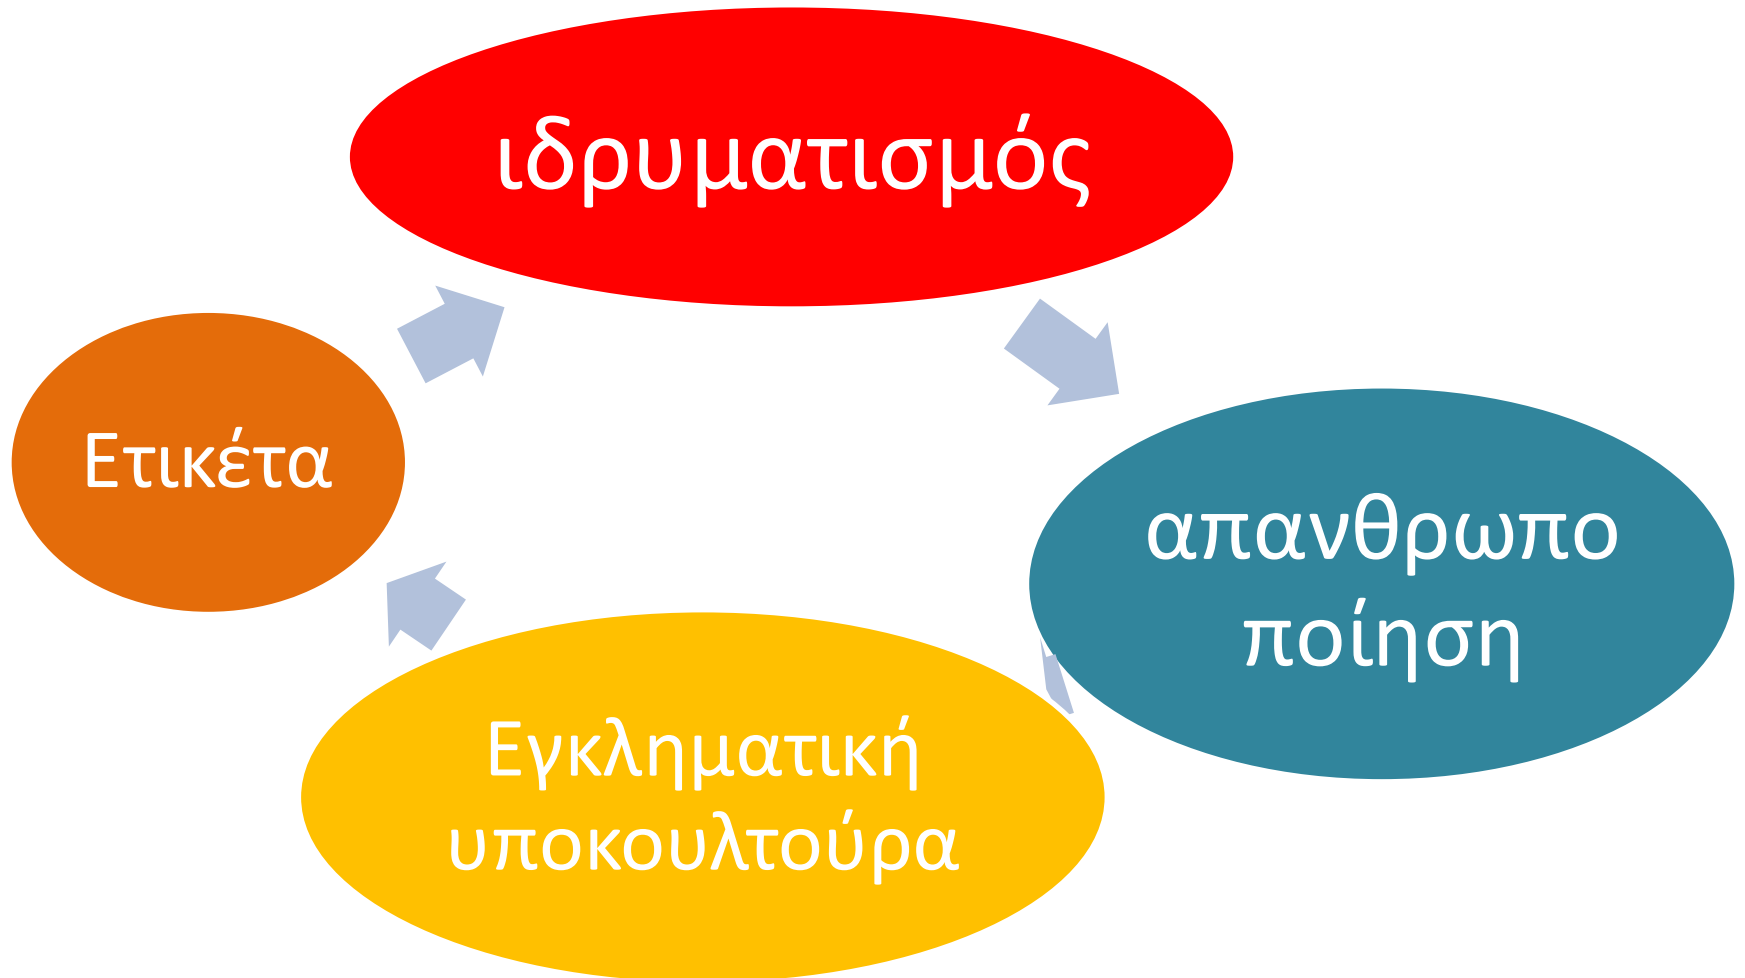 ιδρυματισμός
Ετικέτα
απανθρωπο
ποίηση
Εγκληματική
υποκουλτούρα